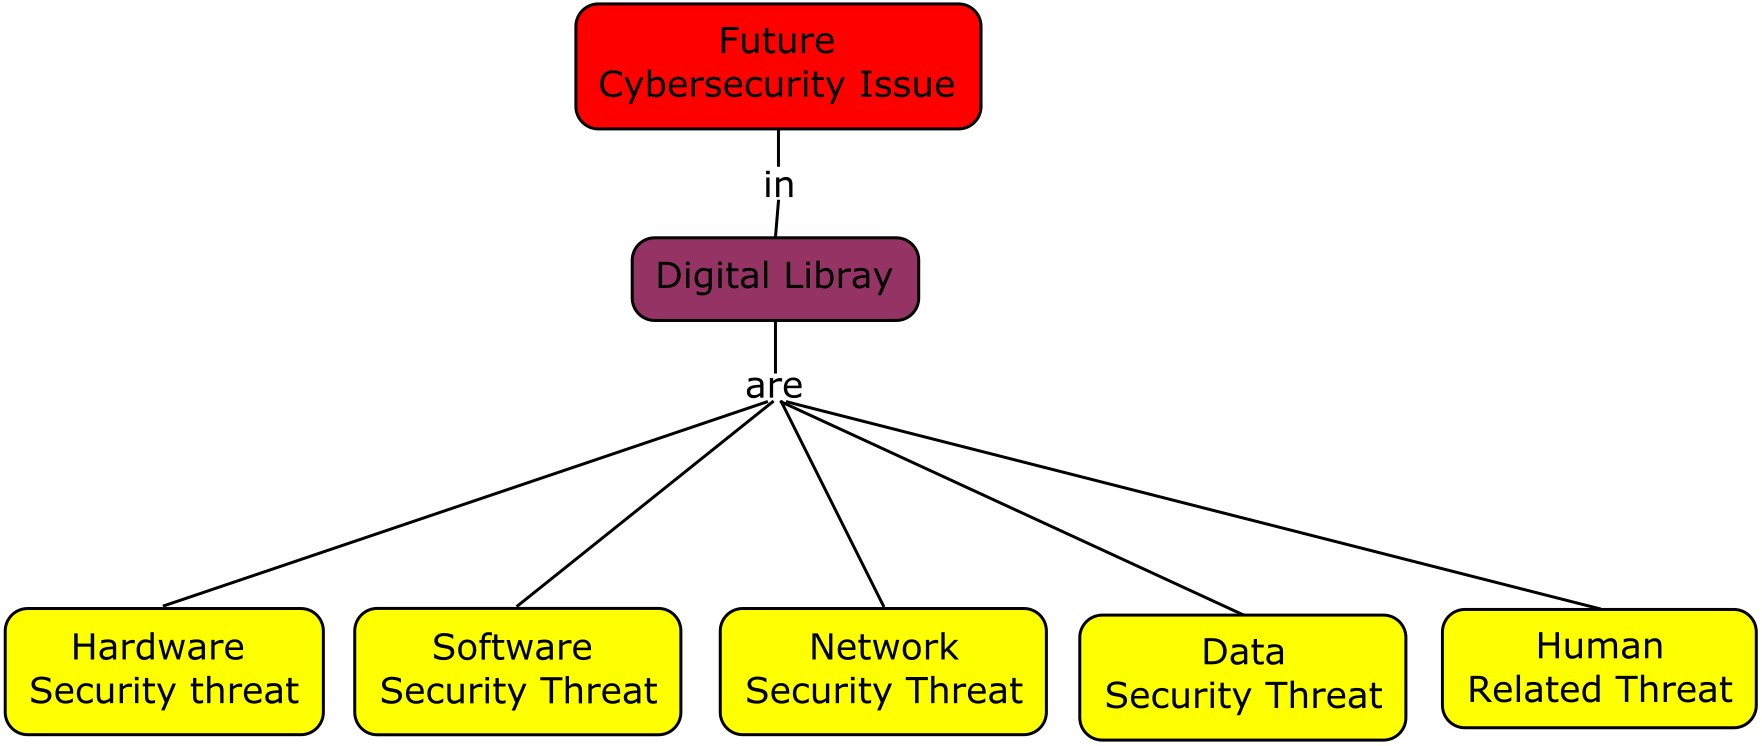 Future
Cybersecurity Issue
in
Digital Libray
are
Hardware
Security threat
Software
Security Threat
Network
Security Threat
Data
Security Threat
Human
Related Threat